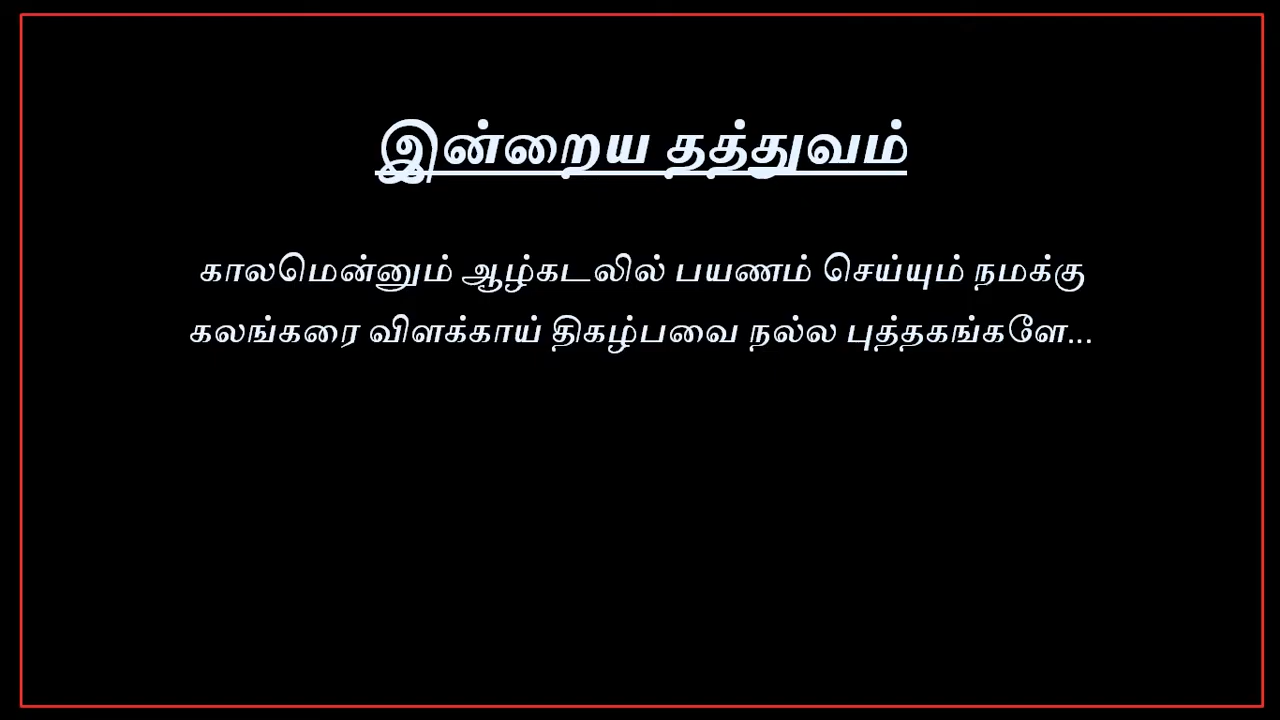 இன்றைய தத்துவம்
காலமென்னும் ஆழ்கடலில் பயணம் செய்யும் நமக்கு
கலங்கரை விளக்காய் திகழ்பவை நல்ல புத்தகங்களே...